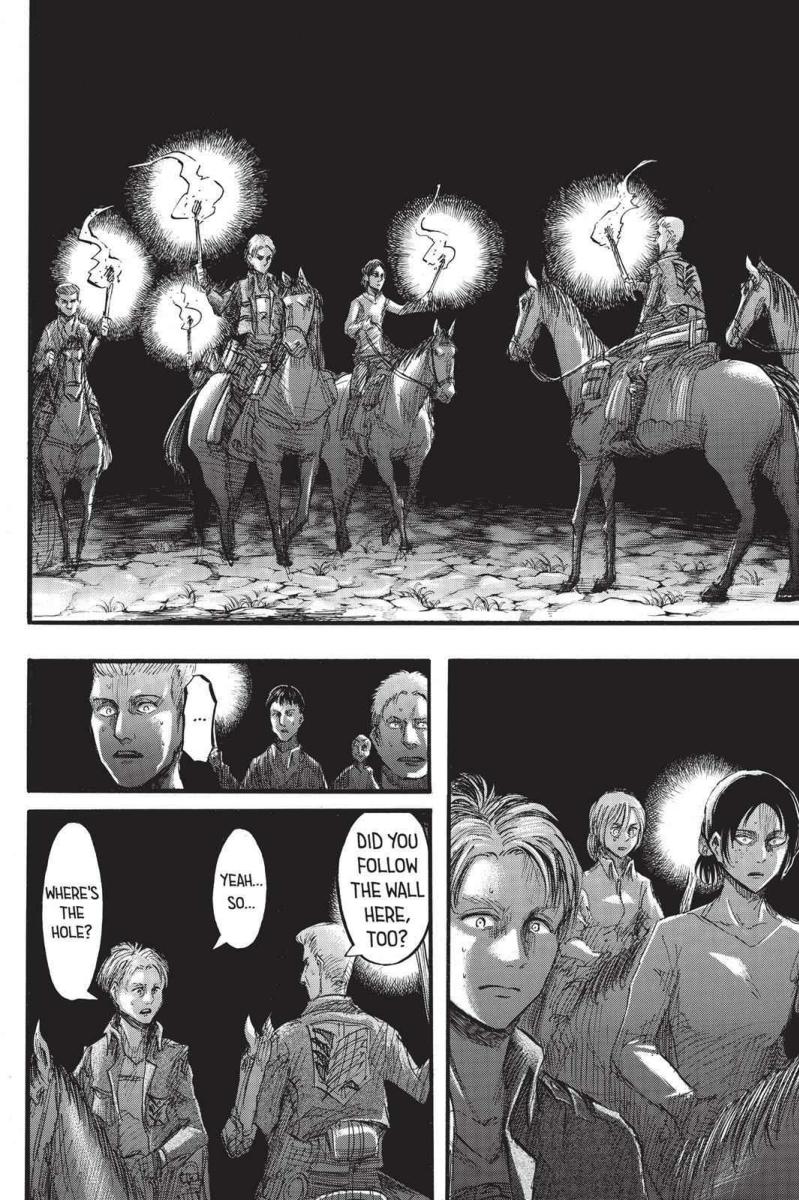 ...
DID YOU
FOLLOW
THE WALL
HERE,
TOO?
YEAH...
SO...
WHERE'S
THE
HOLE?